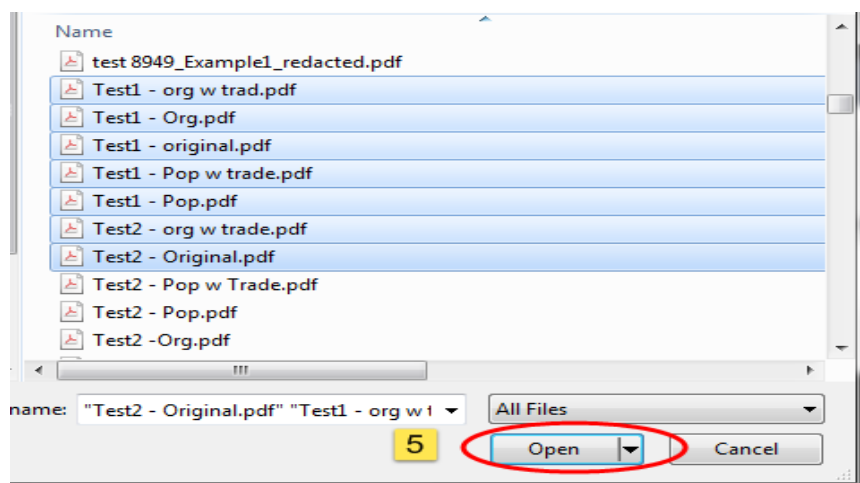 Name
test 8949_Example1_redacted.pdf
Test1 - org w trad.pdf
Test1 - Org.pdf
Test1 - original.pdf
Test1 - Pop w trade.pdf
Test1 - Pop.pdf
Test2 - org w trade.pdf
Test2 - Original.pdf
Test2 - Pop w Trade.pdf
Test2 - Pop.pdf
Test2 -Org.pdf
name: "Test2 - Original.pdf" "Test1 - org w All Files
5 Open Cancel